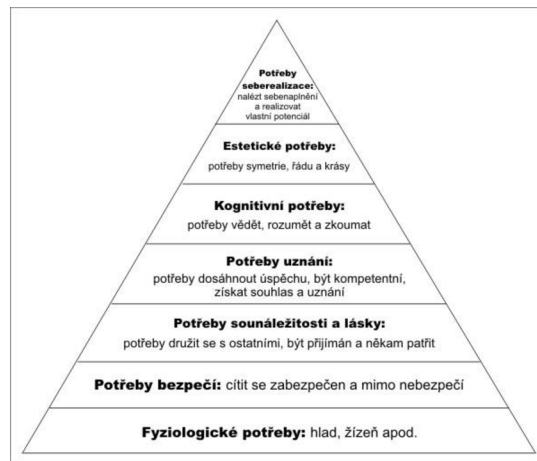 Potřeby
seberealizace:
nalézt sebenaplnění
a realizovat
vlastní potenciál
Estetické potřeby:
potřeby symetrie, řádu a krásy
Kognitivní potřeby:
potřeby vědět, rozumět a zkoumat
Potřeby uznání:
potřeby dosáhnout úspěchu, být kompetentní,
získat souhlas a uznání
Potřeby sounáležitosti a lásky:
potřeby družit se s ostatními, být přijímán a někam patřit
Potřeby bezpečí: cítit se zabezpečen a mimo nebezpečí
Fyziologické potřeby: hlad, žízeň apod.